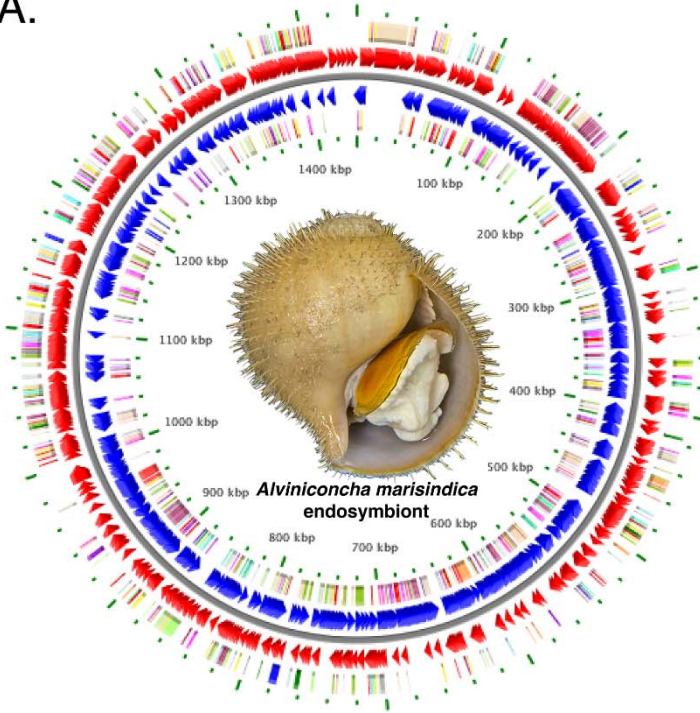 A.
1400 kbp
100 kbp
1300 kbp
200 kbp
1200 kbp
300 kbp
1100 kbp
400 kbp
1000 kbp
500 kbp
900 kbp
Alviniconcha marisindica
endosymbiont
600 kbp
800 kbp
700 kbp